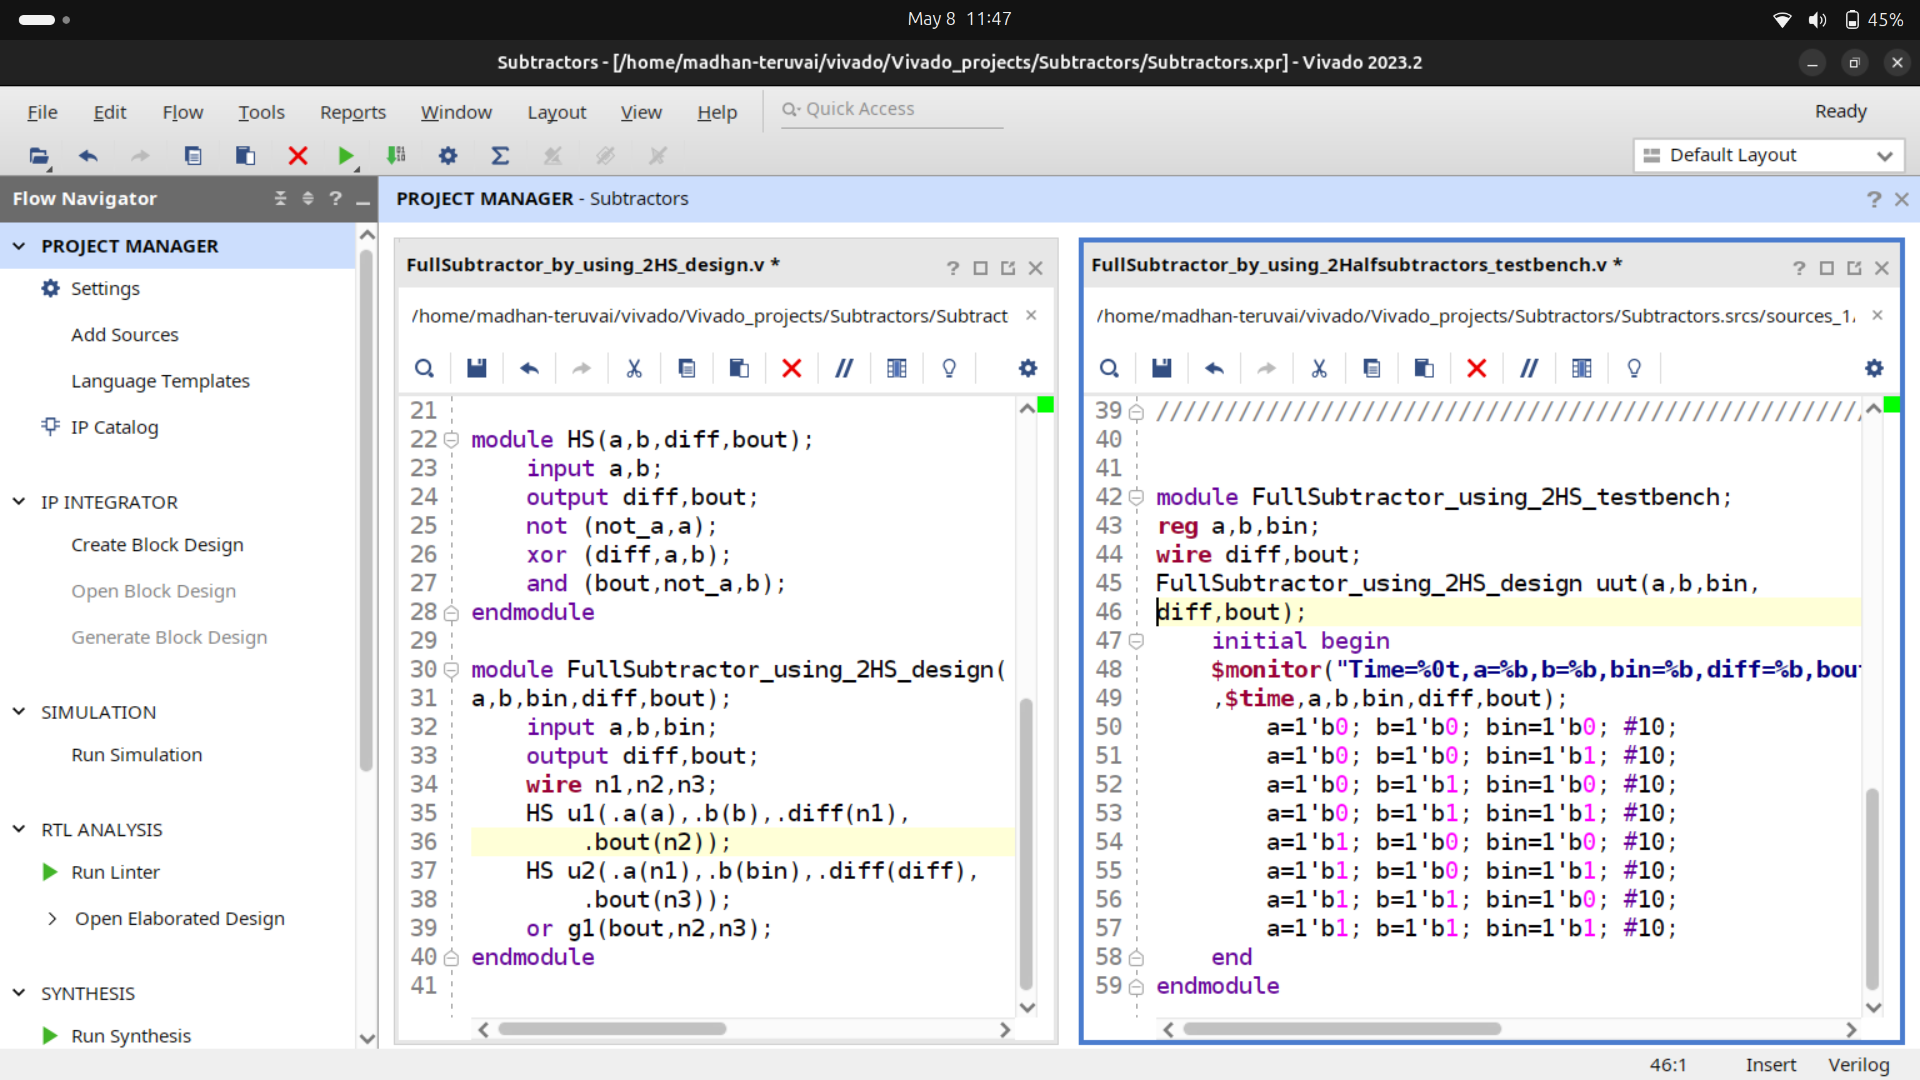 May 8 11:47
45%
Subtractors - [/home/madhan-teruvai/vivado/Vivado_projects/Subtractors/Subtractors.xpr] - Vivado 2023.2
File Edit Flow Tools Reports Window Layout View Help Quick Access Ready
Default Layout
Flow Navigator
PROJECT MANAGER - Subtractors
PROJECT MANAGER
Settings
Add Sources
Language Templates
IP Catalog
IP INTEGRATOR
Create Block Design
Open Block Design
Generate Block Design
SIMULATION
Run Simulation
RTL ANALYSIS
Run Linter
Open Elaborated Design
SYNTHESIS
Run Synthesis
FullSubtractor_by_using_2HS_design.v *
/home/madhan-teruvai/vivado/Vivado_projects/Subtractors/Subtract
21
22 module HS(a,b,diff,bout);
23 input a,b;
24 output diff,bout;
25 not (not_a,a);
26 xor (diff,a,b);
27 and (bout,not_a,b);
28 endmodule
29
30 module FullSubtractor_using_2HS_design(
31 a,b,bin,diff,bout);
32 input a,b,bin;
33 output diff,bout;
34 wire n1,n2,n3;
35 HS u1(.a(a),.b(b),.diff(n1),
36 .bout(n2));
37 HS u2(.a(n1),.b(bin),.diff(diff),
38 .bout(n3));
39 or g1(bout,n2,n3);
40 endmodule
41
FullSubtractor_by_using_2Halfsubtractors_testbench.v *
/home/madhan-teruvai/vivado/Vivado_projects/Subtractors/Subtractors.srcs/sources_1/
39 ////////////////////////////////////////////////////
40
41
42 module FullSubtractor_using_2HS_testbench;
43 reg a,b,bin;
44 wire diff,bout;
45 FullSubtractor_using_2HS_design uut(a,b,bin,
46 diff,bout);
47 initial begin
48 $monitor("Time=%0t,a=%b,b=%b,bin=%b,diff=%b,bou
49 ,$time,a,b,bin,diff,bout);
50 a=1'b0; b=1'b0; bin=1'b0; #10;
51 a=1'b0; b=1'b0; bin=1'b1; #10;
52 a=1'b0; b=1'b1; bin=1'b0; #10;
53 a=1'b0; b=1'b1; bin=1'b1; #10;
54 a=1'b1; b=1'b0; bin=1'b0; #10;
55 a=1'b1; b=1'b0; bin=1'b1; #10;
56 a=1'b1; b=1'b1; bin=1'b0; #10;
57 a=1'b1; b=1'b1; bin=1'b1; #10;
58 end
59 endmodule
46:1 Insert Verilog